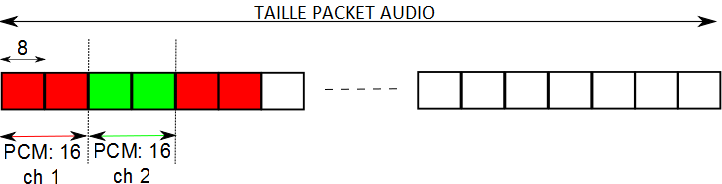 TAILLE PACKET AUDIO
8
PCM: 16
ch 1
PCM: 16
ch 2